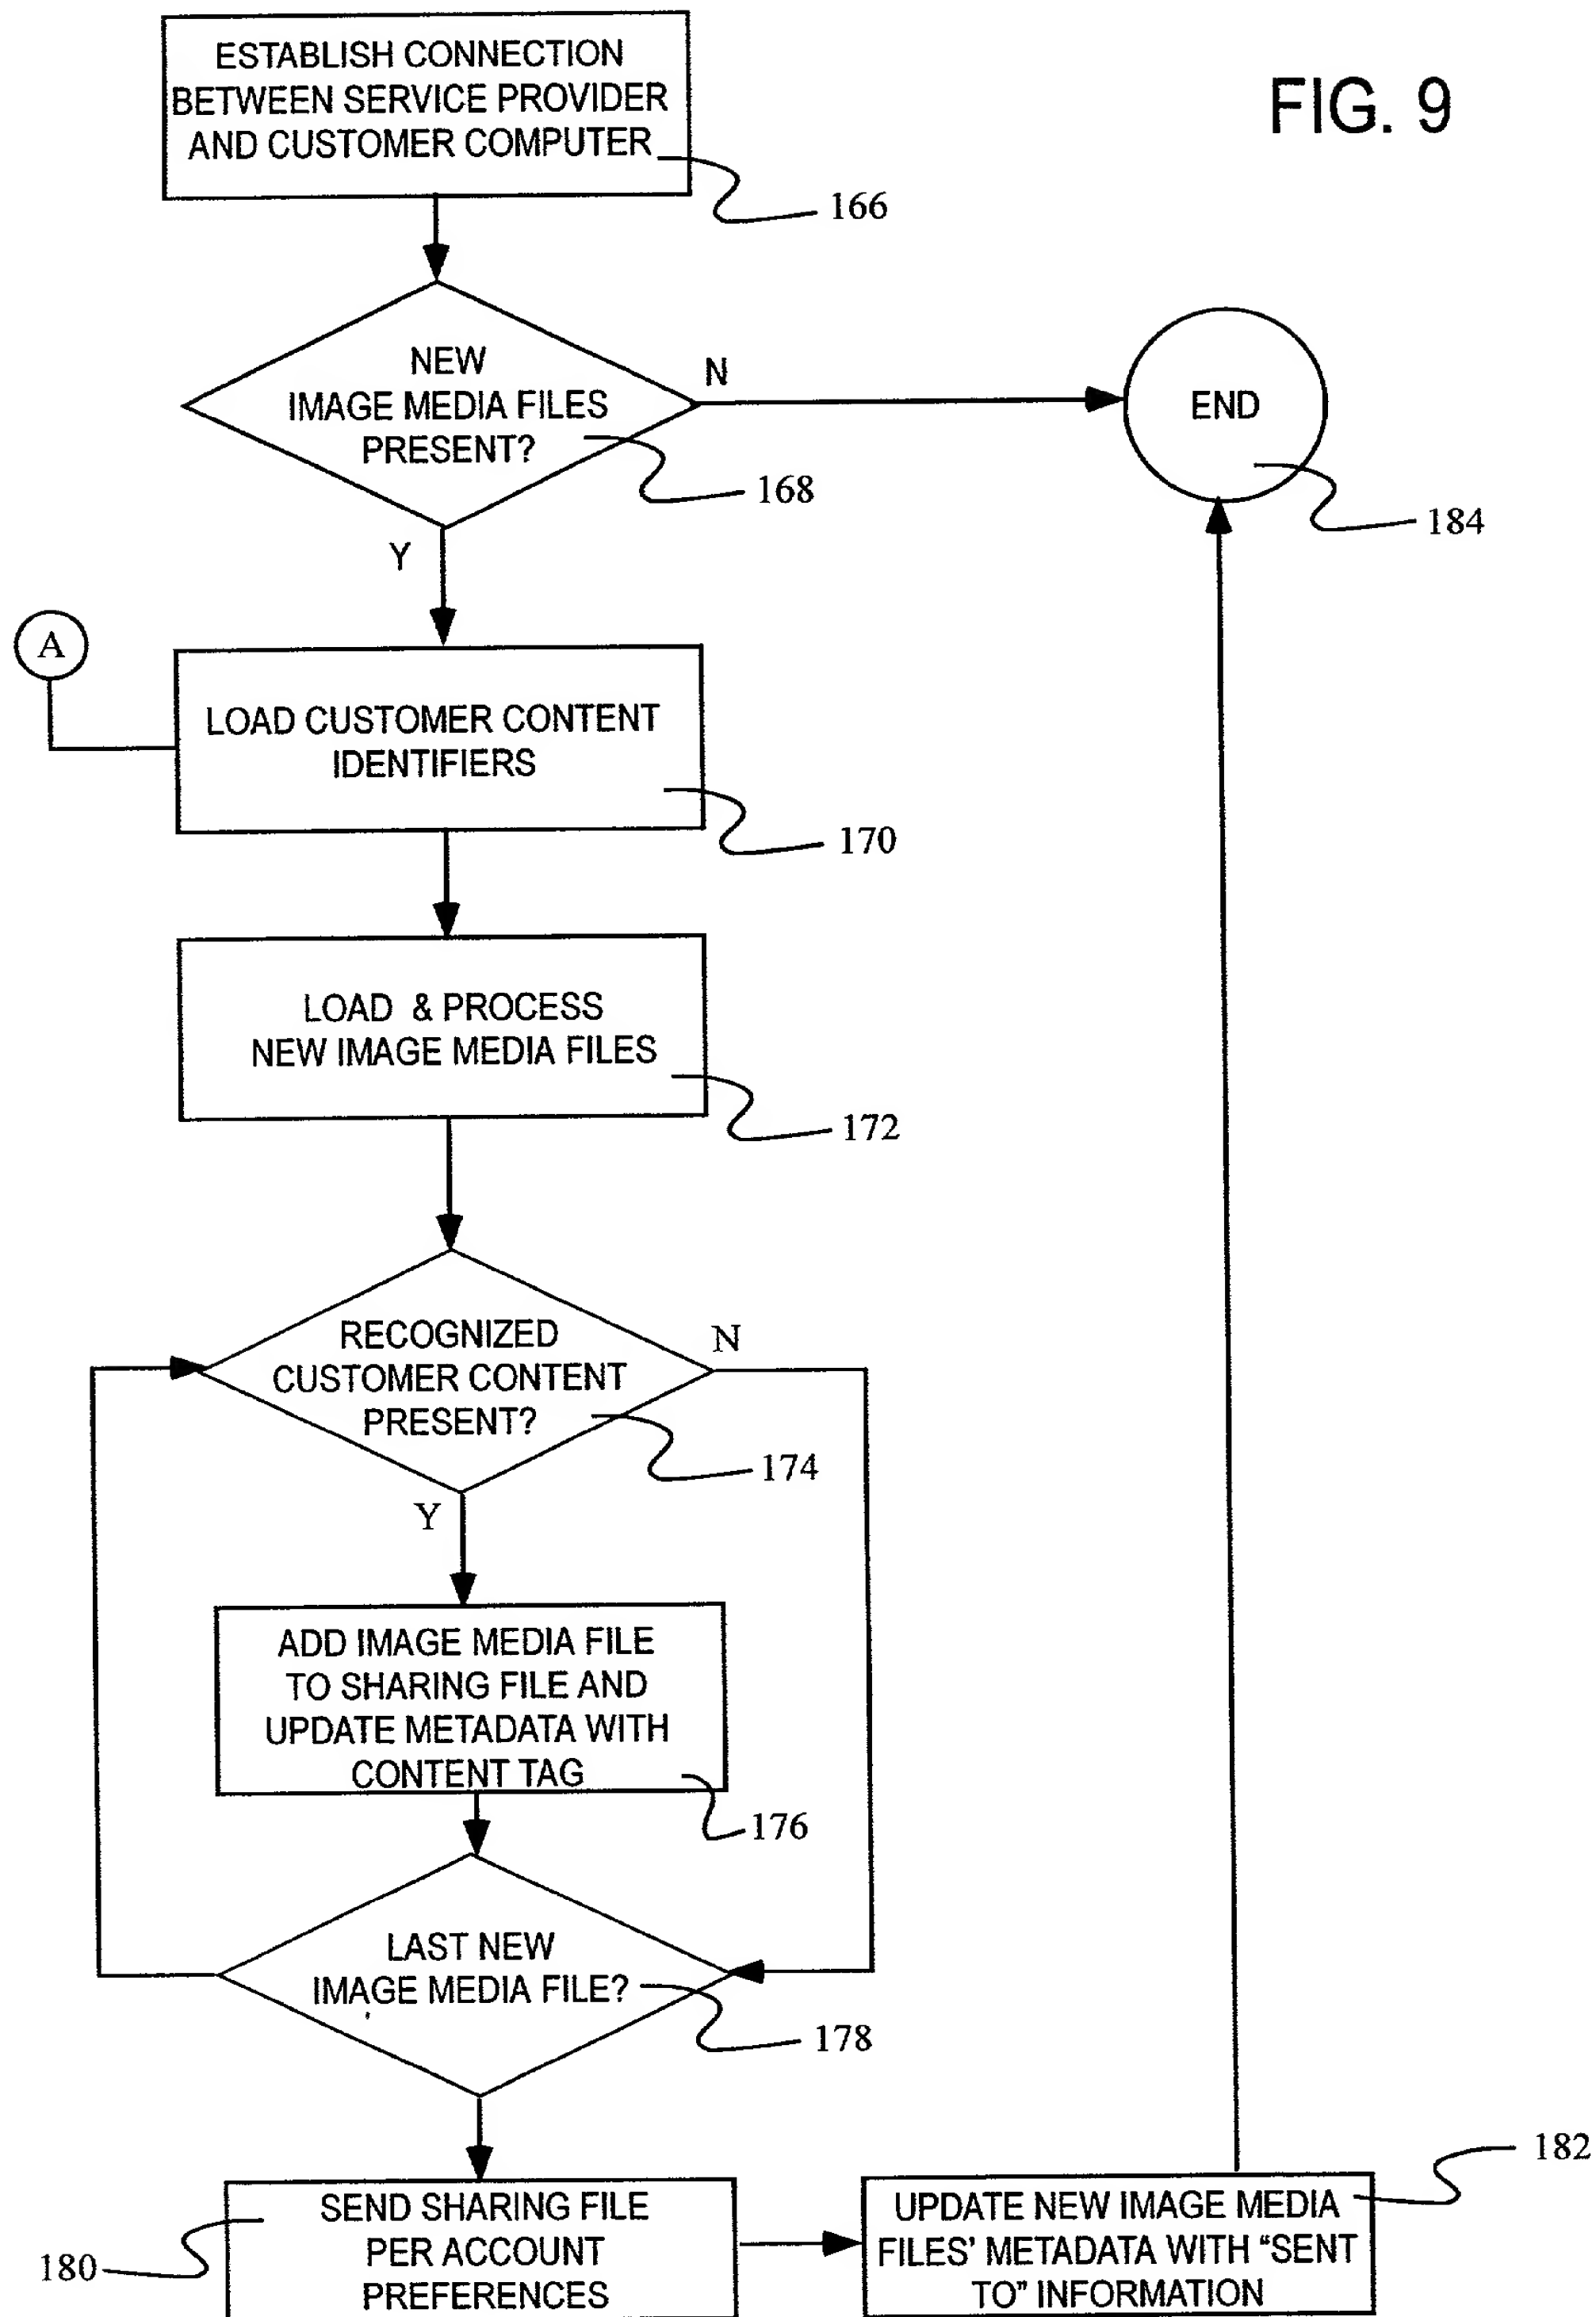 FIG. 9
ESTABLISH CONNECTION
BETWEEN SERVICE PROVIDER
AND CUSTOMER COMPUTER
166
NEW
IMAGE MEDIA FILES
PRESENT?
168
N
END
184
Y
A
LOAD CUSTOMER CONTENT
IDENTIFIERS
170
LOAD & PROCESS
NEW IMAGE MEDIA FILES
172
RECOGNIZED
CUSTOMER CONTENT
PRESENT?
174
N
Y
ADD IMAGE MEDIA FILE
TO SHARING FILE AND
UPDATE METADATA WITH
CONTENT TAG
176
LAST NEW
IMAGE MEDIA FILE?
178
SEND SHARING FILE
PER ACCOUNT
PREFERENCES
180
UPDATE NEW IMAGE MEDIA
FILES’ METADATA WITH “SENT
TO” INFORMATION
182